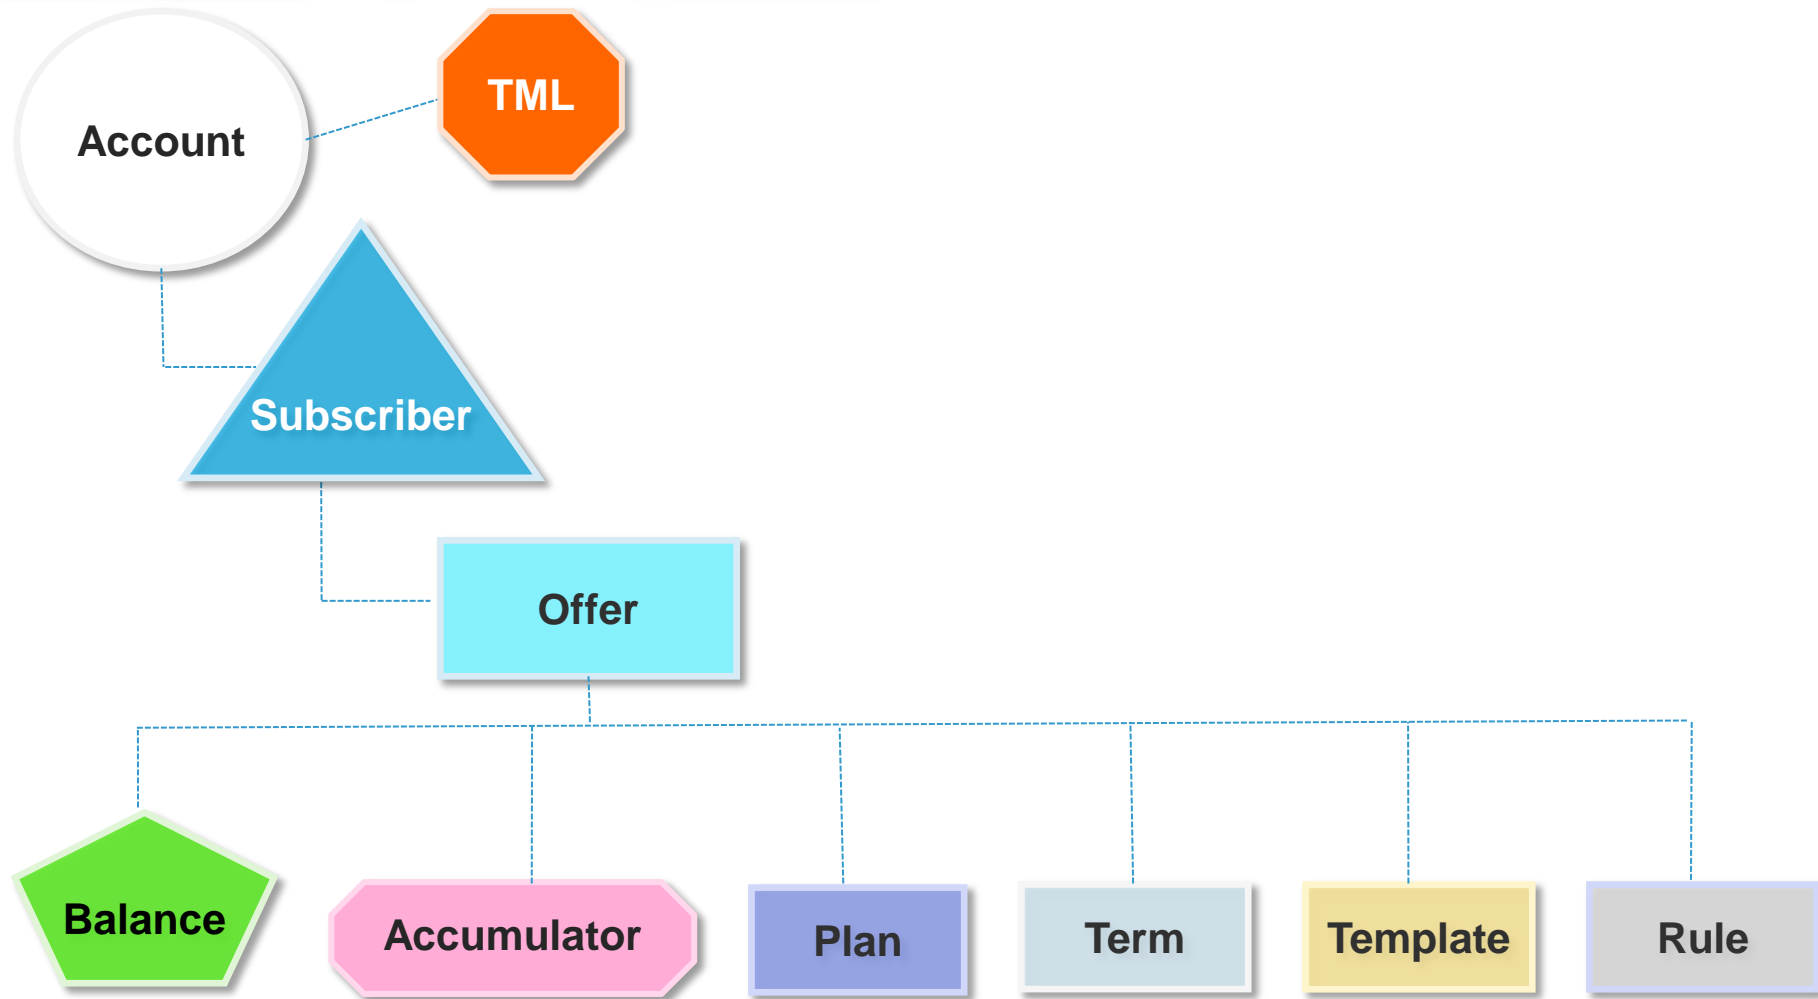 Account
TML
Subscriber
Offer
Balance
Accumulator
Plan
Term
Template
Rule